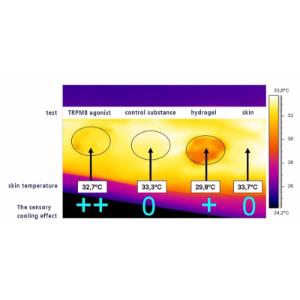 33,8°C
test TRPM8 agonist control substance hydrogel skin
32
30
28
26
skin temperature 32,7°C 33,3°C 29,8°C 33,7°C
The sensory
cooling effect ++ 0 + 0
24,2°C